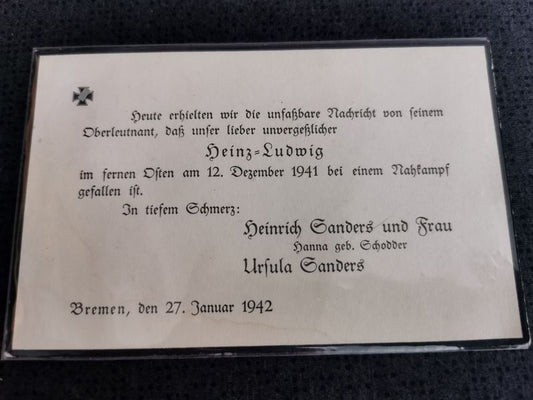 Heute erhielten wir die unfaßbare Nachricht von seinem
Oberleutnant, daß unser lieber unvergeßlicher
Heinz=Ludwig
im fernen Osten am 12. Dezember 1941 bei einem Nahkampf
gefallen ist.
In tiefem Schmerz:
Heinrich Sanders und Frau
Hanna geb. Schodder
Ursula Sanders
Bremen, den 27. Januar 1942